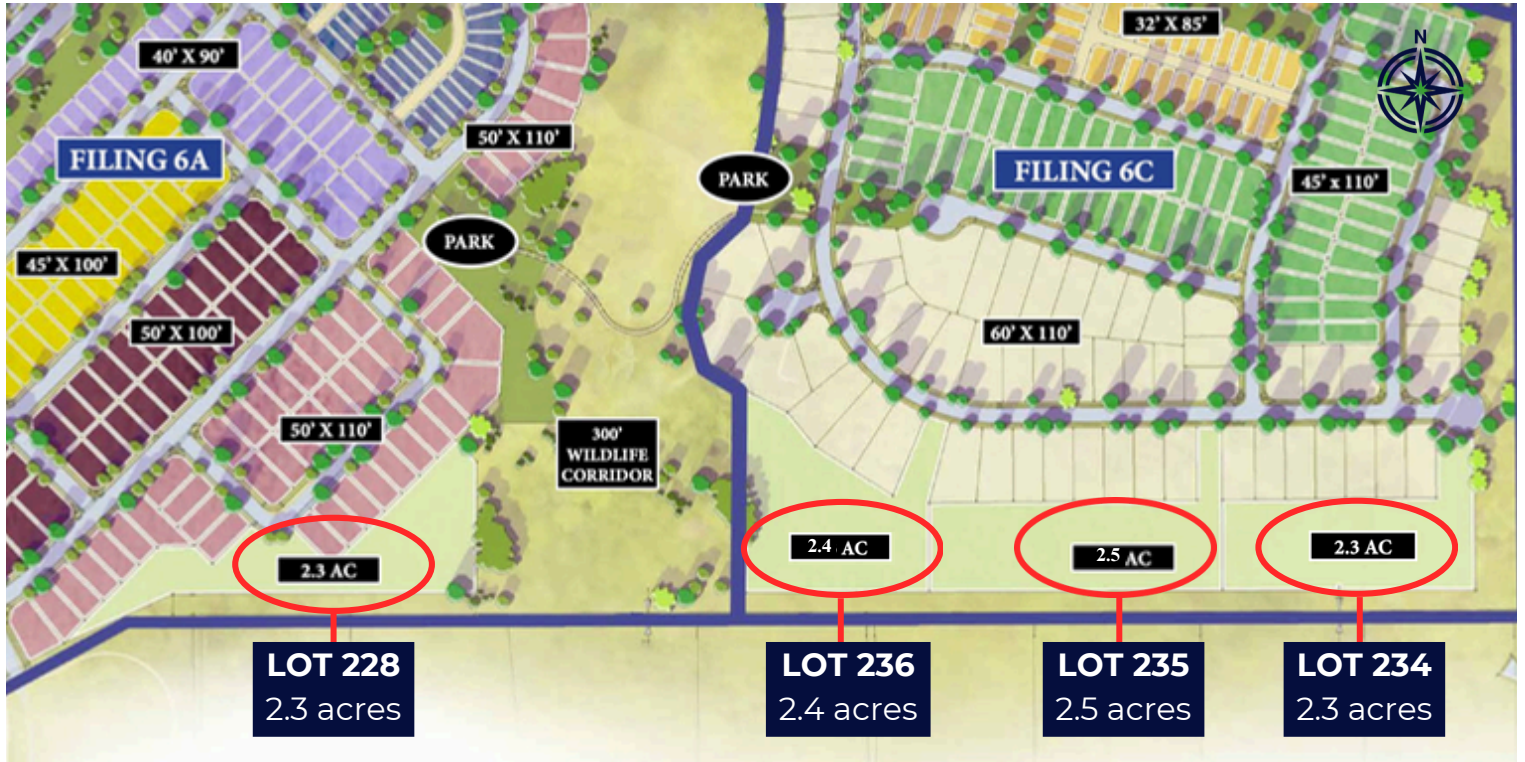 32' X 85'
N
40' X 90'
50' X 110'
FILING 6A
FILING 6C
PARK
45' x 110'
PARK
45' X 100'
50' X 100'
60' X 110'
50' X 110'
300'
WILDLIFE
CORRIDOR
2.3 AC
2.4 AC
2.5 AC
2.3 AC
LOT 228
2.3 acres
LOT 236
2.4 acres
LOT 235
2.5 acres
LOT 234
2.3 acres